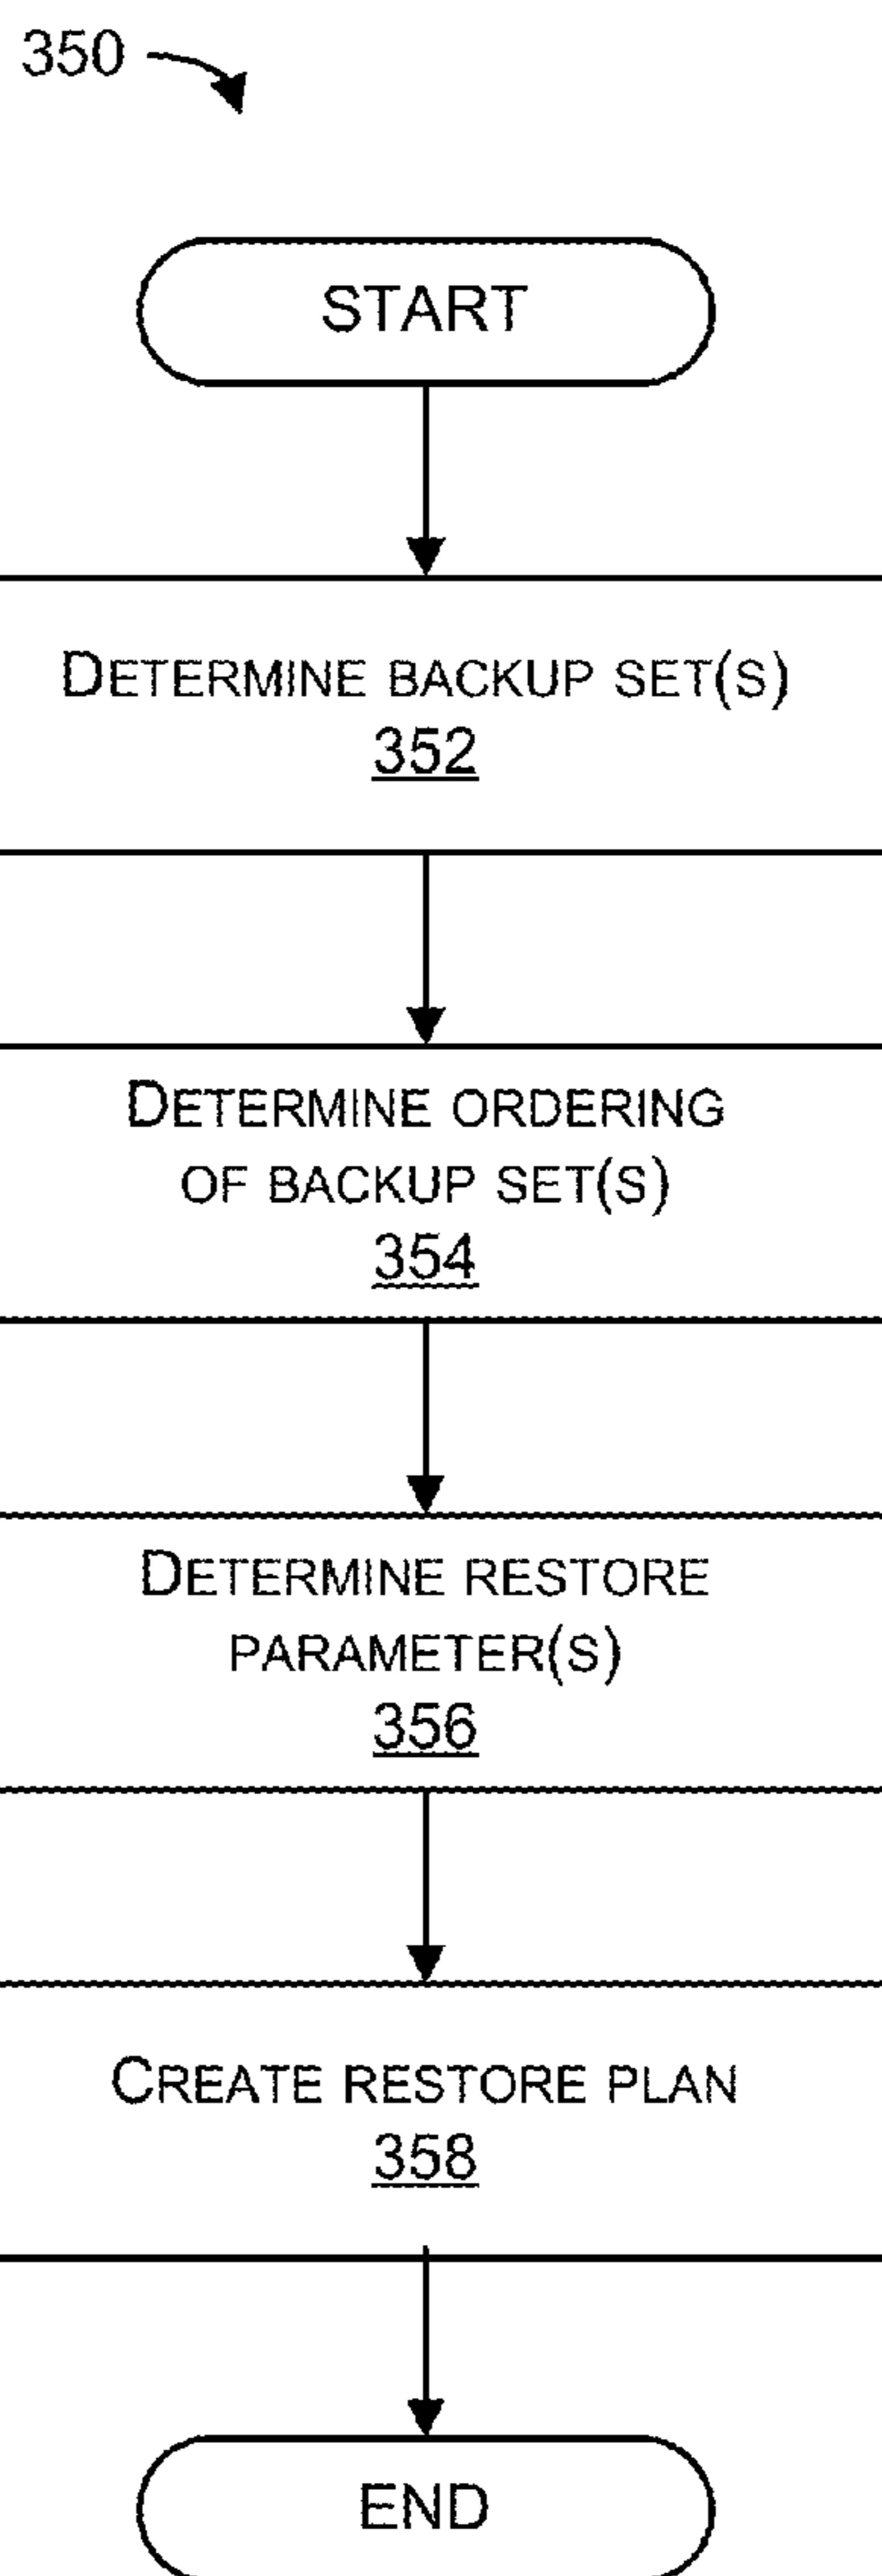 350
START
DETERMINE BACKUP SET(S)
352
DETERMINE ORDERING
OF BACKUP SET(S)
354
DETERMINE RESTORE
PARAMETER(S)
356
CREATE RESTORE PLAN
358
END